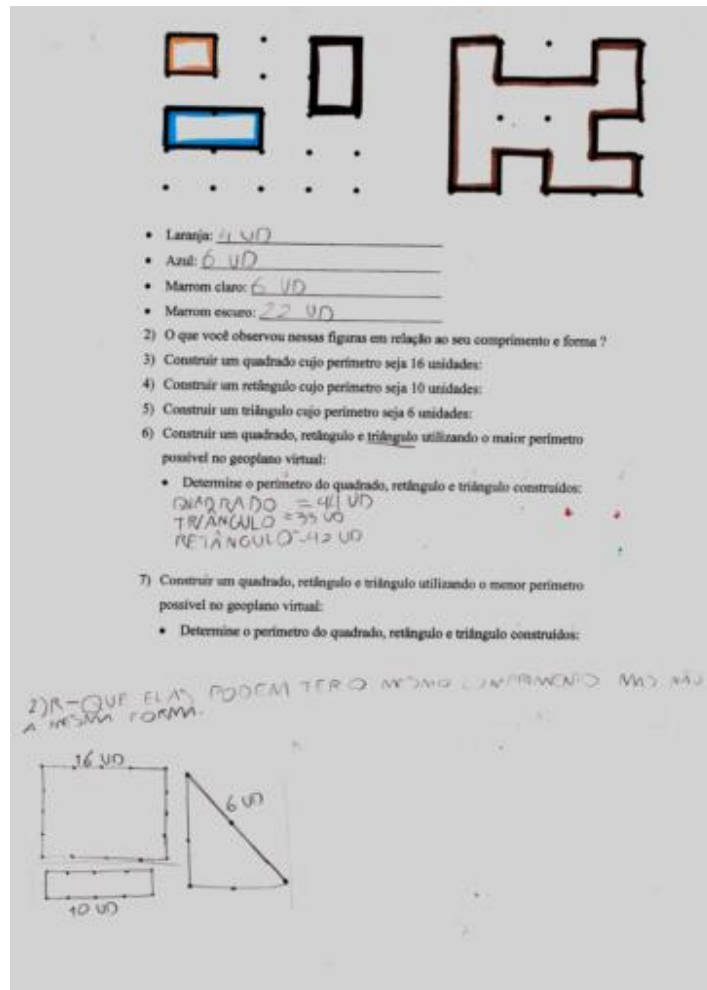 • Laranja: 4 UD
• Azul: 6 UD
• Marrom claro: 6 UD
• Marrom escuro: 22 UD
2) O que você observou nessas figuras em relação ao seu comprimento e forma ?
3) Construir um quadrado cujo perímetro seja 16 unidades:
4) Construir um retângulo cujo perímetro seja 10 unidades:
5) Construir um triângulo cujo perímetro seja 6 unidades:
6) Construir um quadrado, retângulo e triângulo utilizando o maior perímetro
possível no geoplano virtual:
• Determine o perímetro do quadrado, retângulo e triângulo construídos:
QUADRADO = 44 UD
TRIÂNGULO = 33 UD
RETÂNGULO = 42 UD
7) Construir um quadrado, retângulo e triângulo utilizando o menor perímetro
possível no geoplano virtual:
• Determine o perímetro do quadrado, retângulo e triângulo construídos:
2) R - QUE ELAS PODEM TER O MESMO COMPRIMENTO MAS NÃO
A MESMA FORMA.
16 UD
6 UD
10 UD